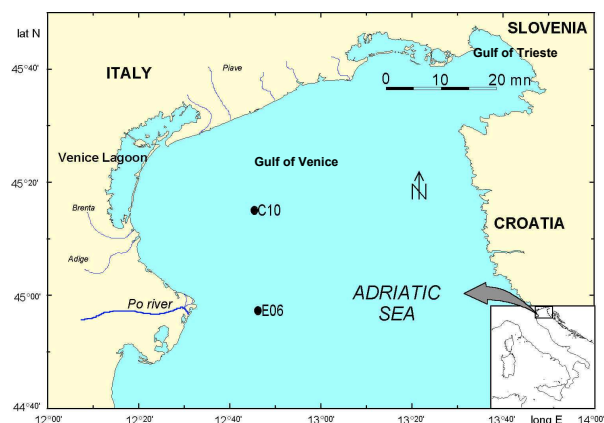 lat N
SLOVENIA
Gulf of Trieste
45°40'
ITALY
Piave
0 10 20 mn
Venice Lagoon
Gulf of Venice
45°20'
N
Brenta
C10
CROATIA
Adige
45°00'
Po river
E06
ADRIATIC
SEA
44°40'
12°00' 12°20' 12°40' 13°00' 13°20' 13°40' 14°00'
long E